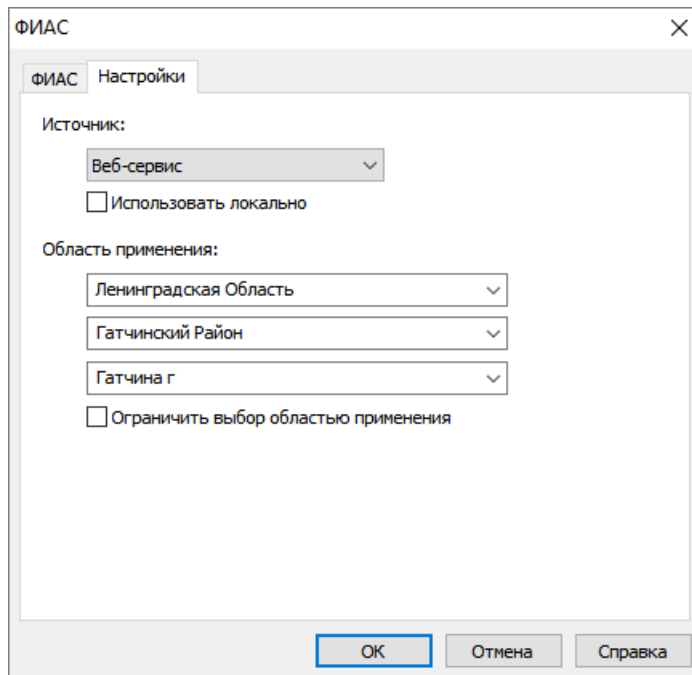 ФИАС
ФИАС Настройки
Источник:
Веб-сервис
Использовать локально
Область применения:
Ленинградская Область
Гатчинский Район
Гатчина г
Ограничить выбор областью применения
ОК Отмена Справка